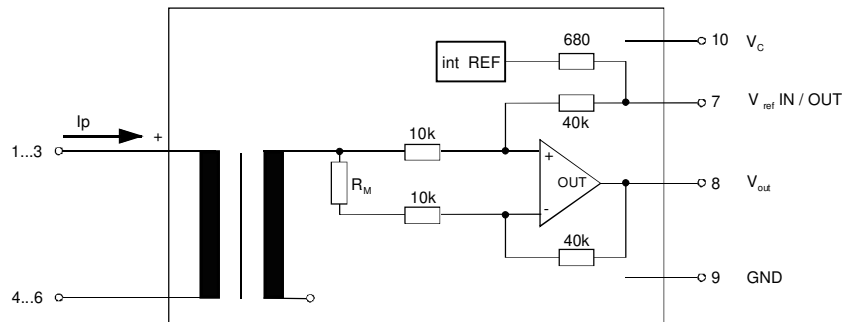 680
10
V_C
int REF
7
V_ref IN / OUT
Ip
+
40k
10k
1...3
+
R_M
OUT
8
V_out
10k
-
40k
9
GND
4...6